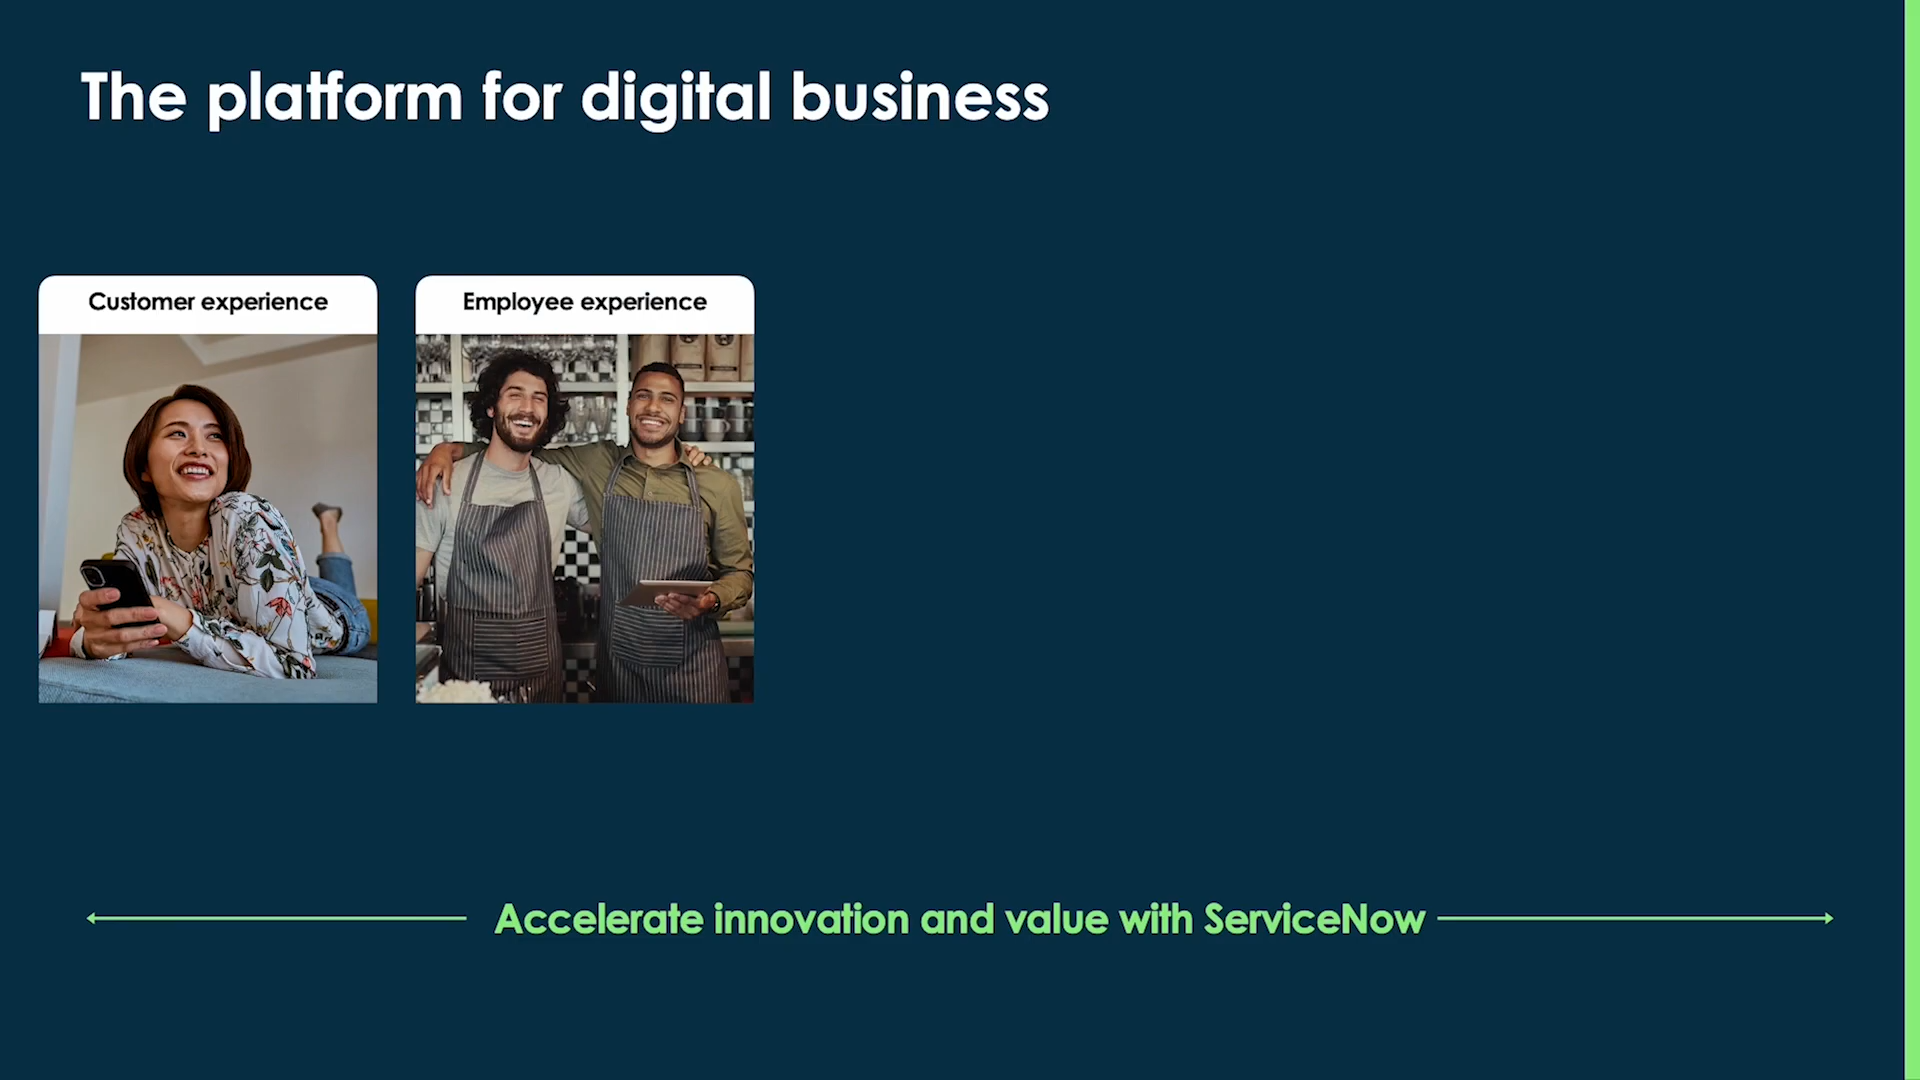 The platform for digital business
Customer experience
Employee experience
Accelerate innovation and value with ServiceNow